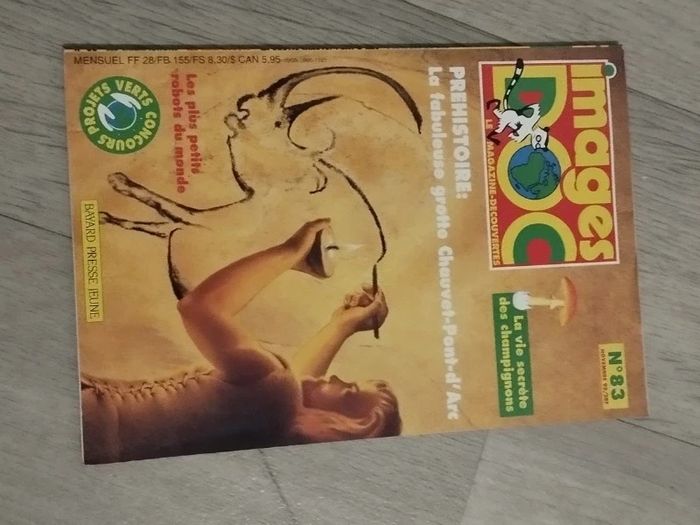 images
DOC
LE MAGAZINE-DECOUVERTES
N°83
La vie secrète
des champignons
PREHISTOIRE:
La fabuleuse grotte Chauvet-Pont-d'Arc
Les plus petits
robots du monde
CONCOURS PROJETS VERTS
MENSUEL FF 28/FB 155/FS 8,30/$ CAN 5.95
BAYARD PRESSE JEUNE